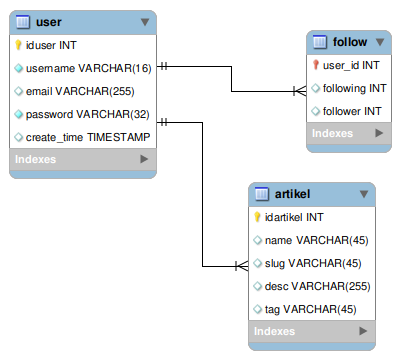 user
iduser INT
username VARCHAR(16)
email VARCHAR(255)
password VARCHAR(32)
create_time TIMESTAMP
Indexes
follow
user_id INT
following INT
follower INT
Indexes
artikel
idartikel INT
name VARCHAR(45)
slug VARCHAR(45)
desc VARCHAR(255)
tag VARCHAR(45)
Indexes